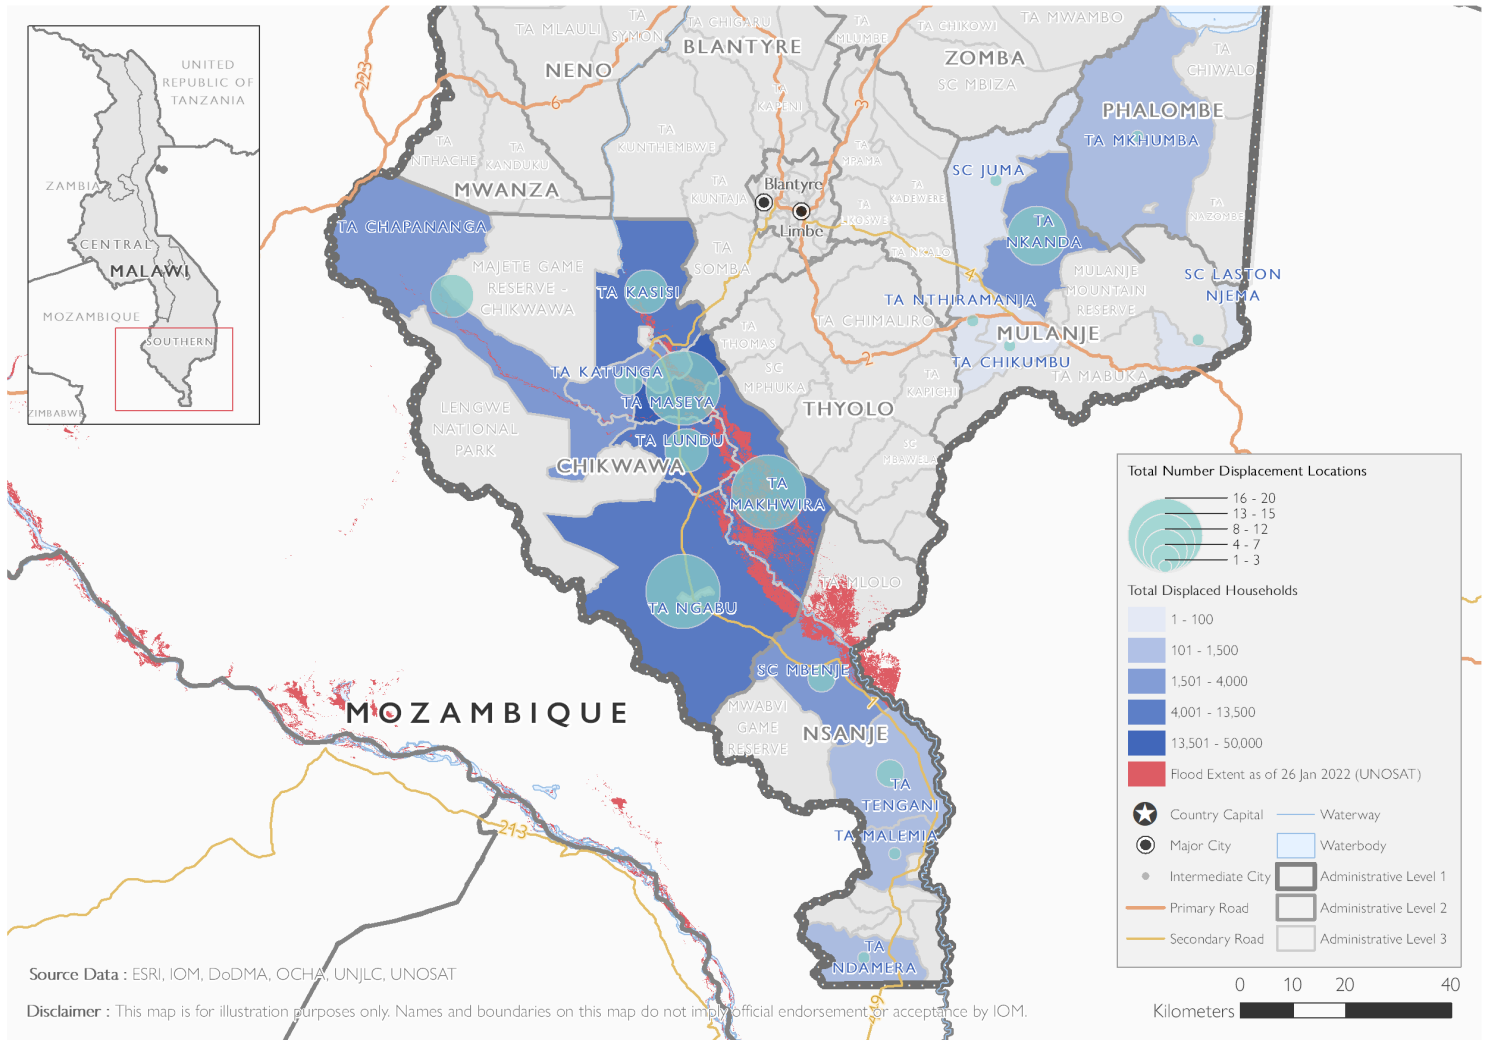 UNITED
REPUBLIC OF
TANZANIA
ZAMBIA
CENTRAL
MALAWI
MOZAMBIQUE
SOUTHERN
ZIMBABWE
223
6
3
4
2
1
213
49
TA MLAULI
TA
SYMON
TA CHIGARU
BLANTYRE
TA
MLUMBE
TA CHIKOWI
TA MWAMBO
ZOMBA
SC MBIZA
TA
CHIWALO
NENO
TA
KAPENI
PHALOMBE
TA MKHUMBA
TA
NTHACHE
TA
KANDUKU
TA
KUNTHEMBWE
TA
MPAMA
MWANZA
SC JUMA
TA
KUNTAJA
Blantyre
Limbe
TA
KADEWERE
TA
NKOSWE
TA
NAZOMBE
TA CHAPANANGA
TA
NKANDA
TA
SOMBA
TA NKALO
MAJETE GAME
RESERVE -
CHIKWAWA
TA KASISI
MULANJE
MOUNTAIN
RESERVE
SC LASTON
NJEMA
TA NTHIRAMANJA
TA CHIMALIRO
MULANJE
TA
THOMAS
TA CHIKUMBU
TA MABUKA
SC
MPHUKA
TA
KAPICHI
TA KATUNGA
TA MASEYA
THYOLO
LENGWE
NATIONAL
PARK
TA LUNDU
SC
MBAWELA
CHIKWAWA
TA
MAKHWIRA
TA MLOLO
TA NGABU
SC MBENJE
MWABVI
GAME
RESERVE
NSANJE
MOZAMBIQUE
TA
TENGANI
TA MALEMIA
TA
NDAMERA
Total Number Displacement Locations
16 - 20
13 - 15
8 - 12
4 - 7
1 - 3
Total Displaced Households
1 - 100
101 - 1,500
1,501 - 4,000
4,001 - 13,500
13,501 - 50,000
Flood Extent as of 26 Jan 2022 (UNOSAT)
Country Capital
Waterway
Major City
Waterbody
Intermediate City
Administrative Level 1
Primary Road
Administrative Level 2
Secondary Road
Administrative Level 3
0 10 20 40
Kilometers
Source Data : ESRI, IOM, DoDMA, OCHA, UNJLC, UNOSAT
Disclaimer : This map is for illustration purposes only. Names and boundaries on this map do not imply official endorsement or acceptance by IOM.